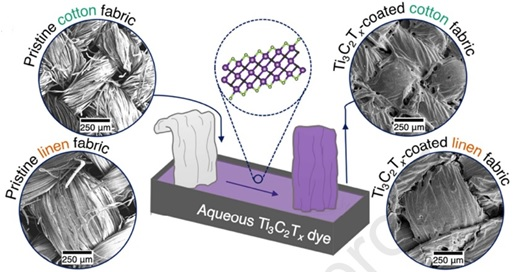 Pristine cotton fabric
250 µm
Pristine linen fabric
250 µm
Aqueous Ti3C2Tx dye
Ti3C2Tx-coated cotton fabric
250 µm
Ti3C2Tx-coated linen fabric
250 µm